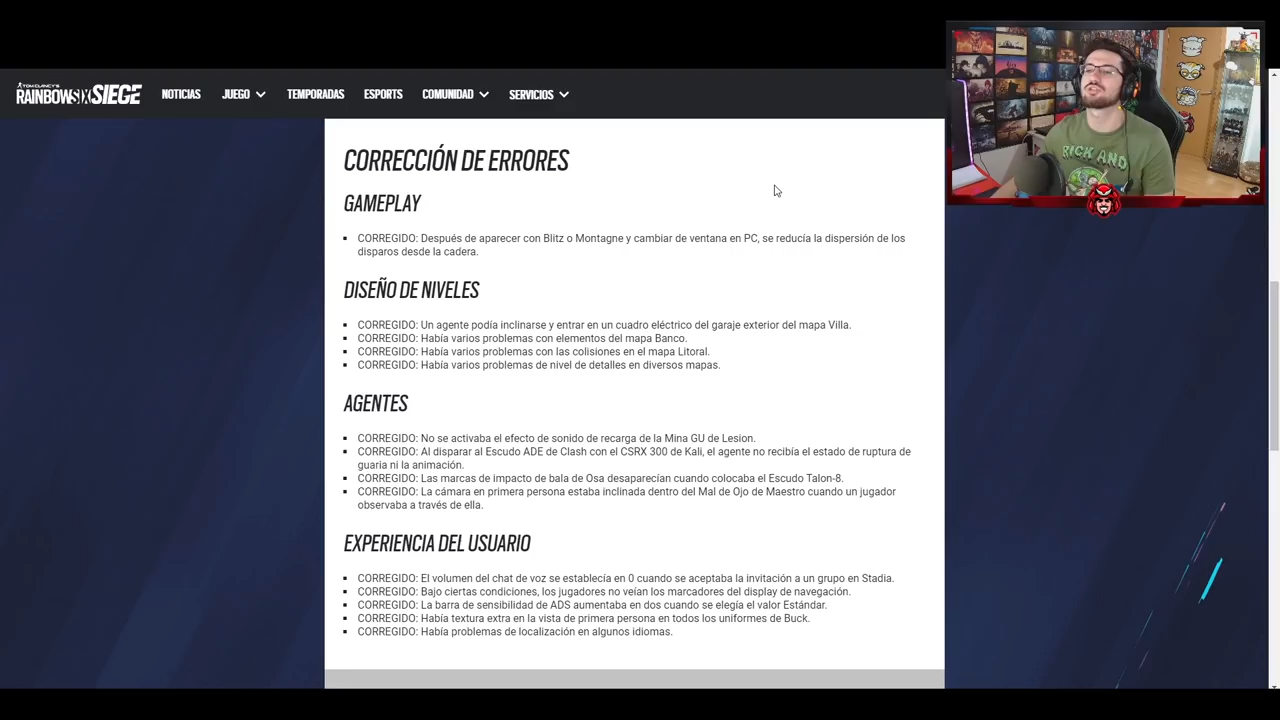 TOM CLANCY'S
RAINBOWSIX SIEGE
NOTICIAS
JUEGO
TEMPORADAS
ESPORTS
COMUNIDAD
SERVICIOS
RICK AND
CORRECCIÓN DE ERRORES
GAMEPLAY
CORREGIDO: Después de aparecer con Blitz o Montagne y cambiar de ventana en PC, se reducía la dispersión de los
disparos desde la cadera.
DISEÑO DE NIVELES
CORREGIDO: Un agente podía inclinarse y entrar en un cuadro eléctrico del garaje exterior del mapa Villa.
CORREGIDO: Había varios problemas con elementos del mapa Banco.
CORREGIDO: Había varios problemas con las colisiones en el mapa Litoral.
CORREGIDO: Había varios problemas de nivel de detalles en diversos mapas.
AGENTES
CORREGIDO: No se activaba el efecto de sonido de recarga de la Mina GU de Lesion.
CORREGIDO: Al disparar al Escudo ADE de Clash con el CSRX 300 de Kali, el agente no recibía el estado de ruptura de
guaria ni la animación.
CORREGIDO: Las marcas de impacto de bala de Osa desaparecían cuando colocaba el Escudo Talon-8.
CORREGIDO: La cámara en primera persona estaba inclinada dentro del Mal de Ojo de Maestro cuando un jugador
observaba a través de ella.
EXPERIENCIA DEL USUARIO
CORREGIDO: El volumen del chat de voz se establecía en 0 cuando se aceptaba la invitación a un grupo en Stadia.
CORREGIDO: Bajo ciertas condiciones, los jugadores no veían los marcadores del display de navegación.
CORREGIDO: La barra de sensibilidad de ADS aumentaba en dos cuando se elegía el valor Estándar.
CORREGIDO: Había textura extra en la vista de primera persona en todos los uniformes de Buck.
CORREGIDO: Había problemas de localización en algunos idiomas.